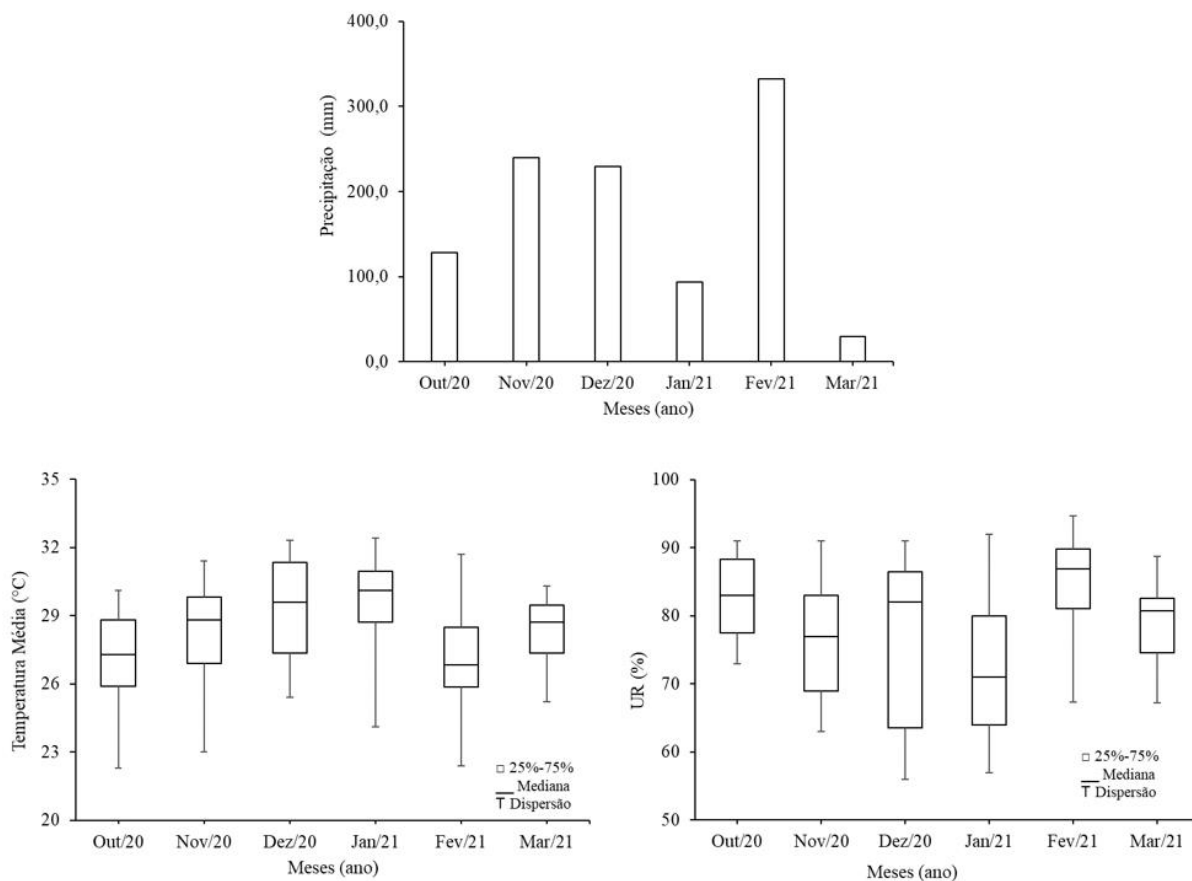 400,0
300,0
200,0
100,0
0,0
Precipitação (mm)
Out/20 Nov/20 Dez/20 Jan/21 Fev/21 Mar/21
Meses (ano)
35
32
29
26
23
20
Temperatura Média (°C)
□ 25%-75%
Mediana
Dispersão
Out/20 Nov/20 Dez/20 Jan/21 Fev/21 Mar/21
Meses (ano)
100
90
80
70
60
50
UR (%)
□ 25%-75%
Mediana
Dispersão
Out/20 Nov/20 Dez/20 Jan/21 Fev/21 Mar/21
Meses (ano)